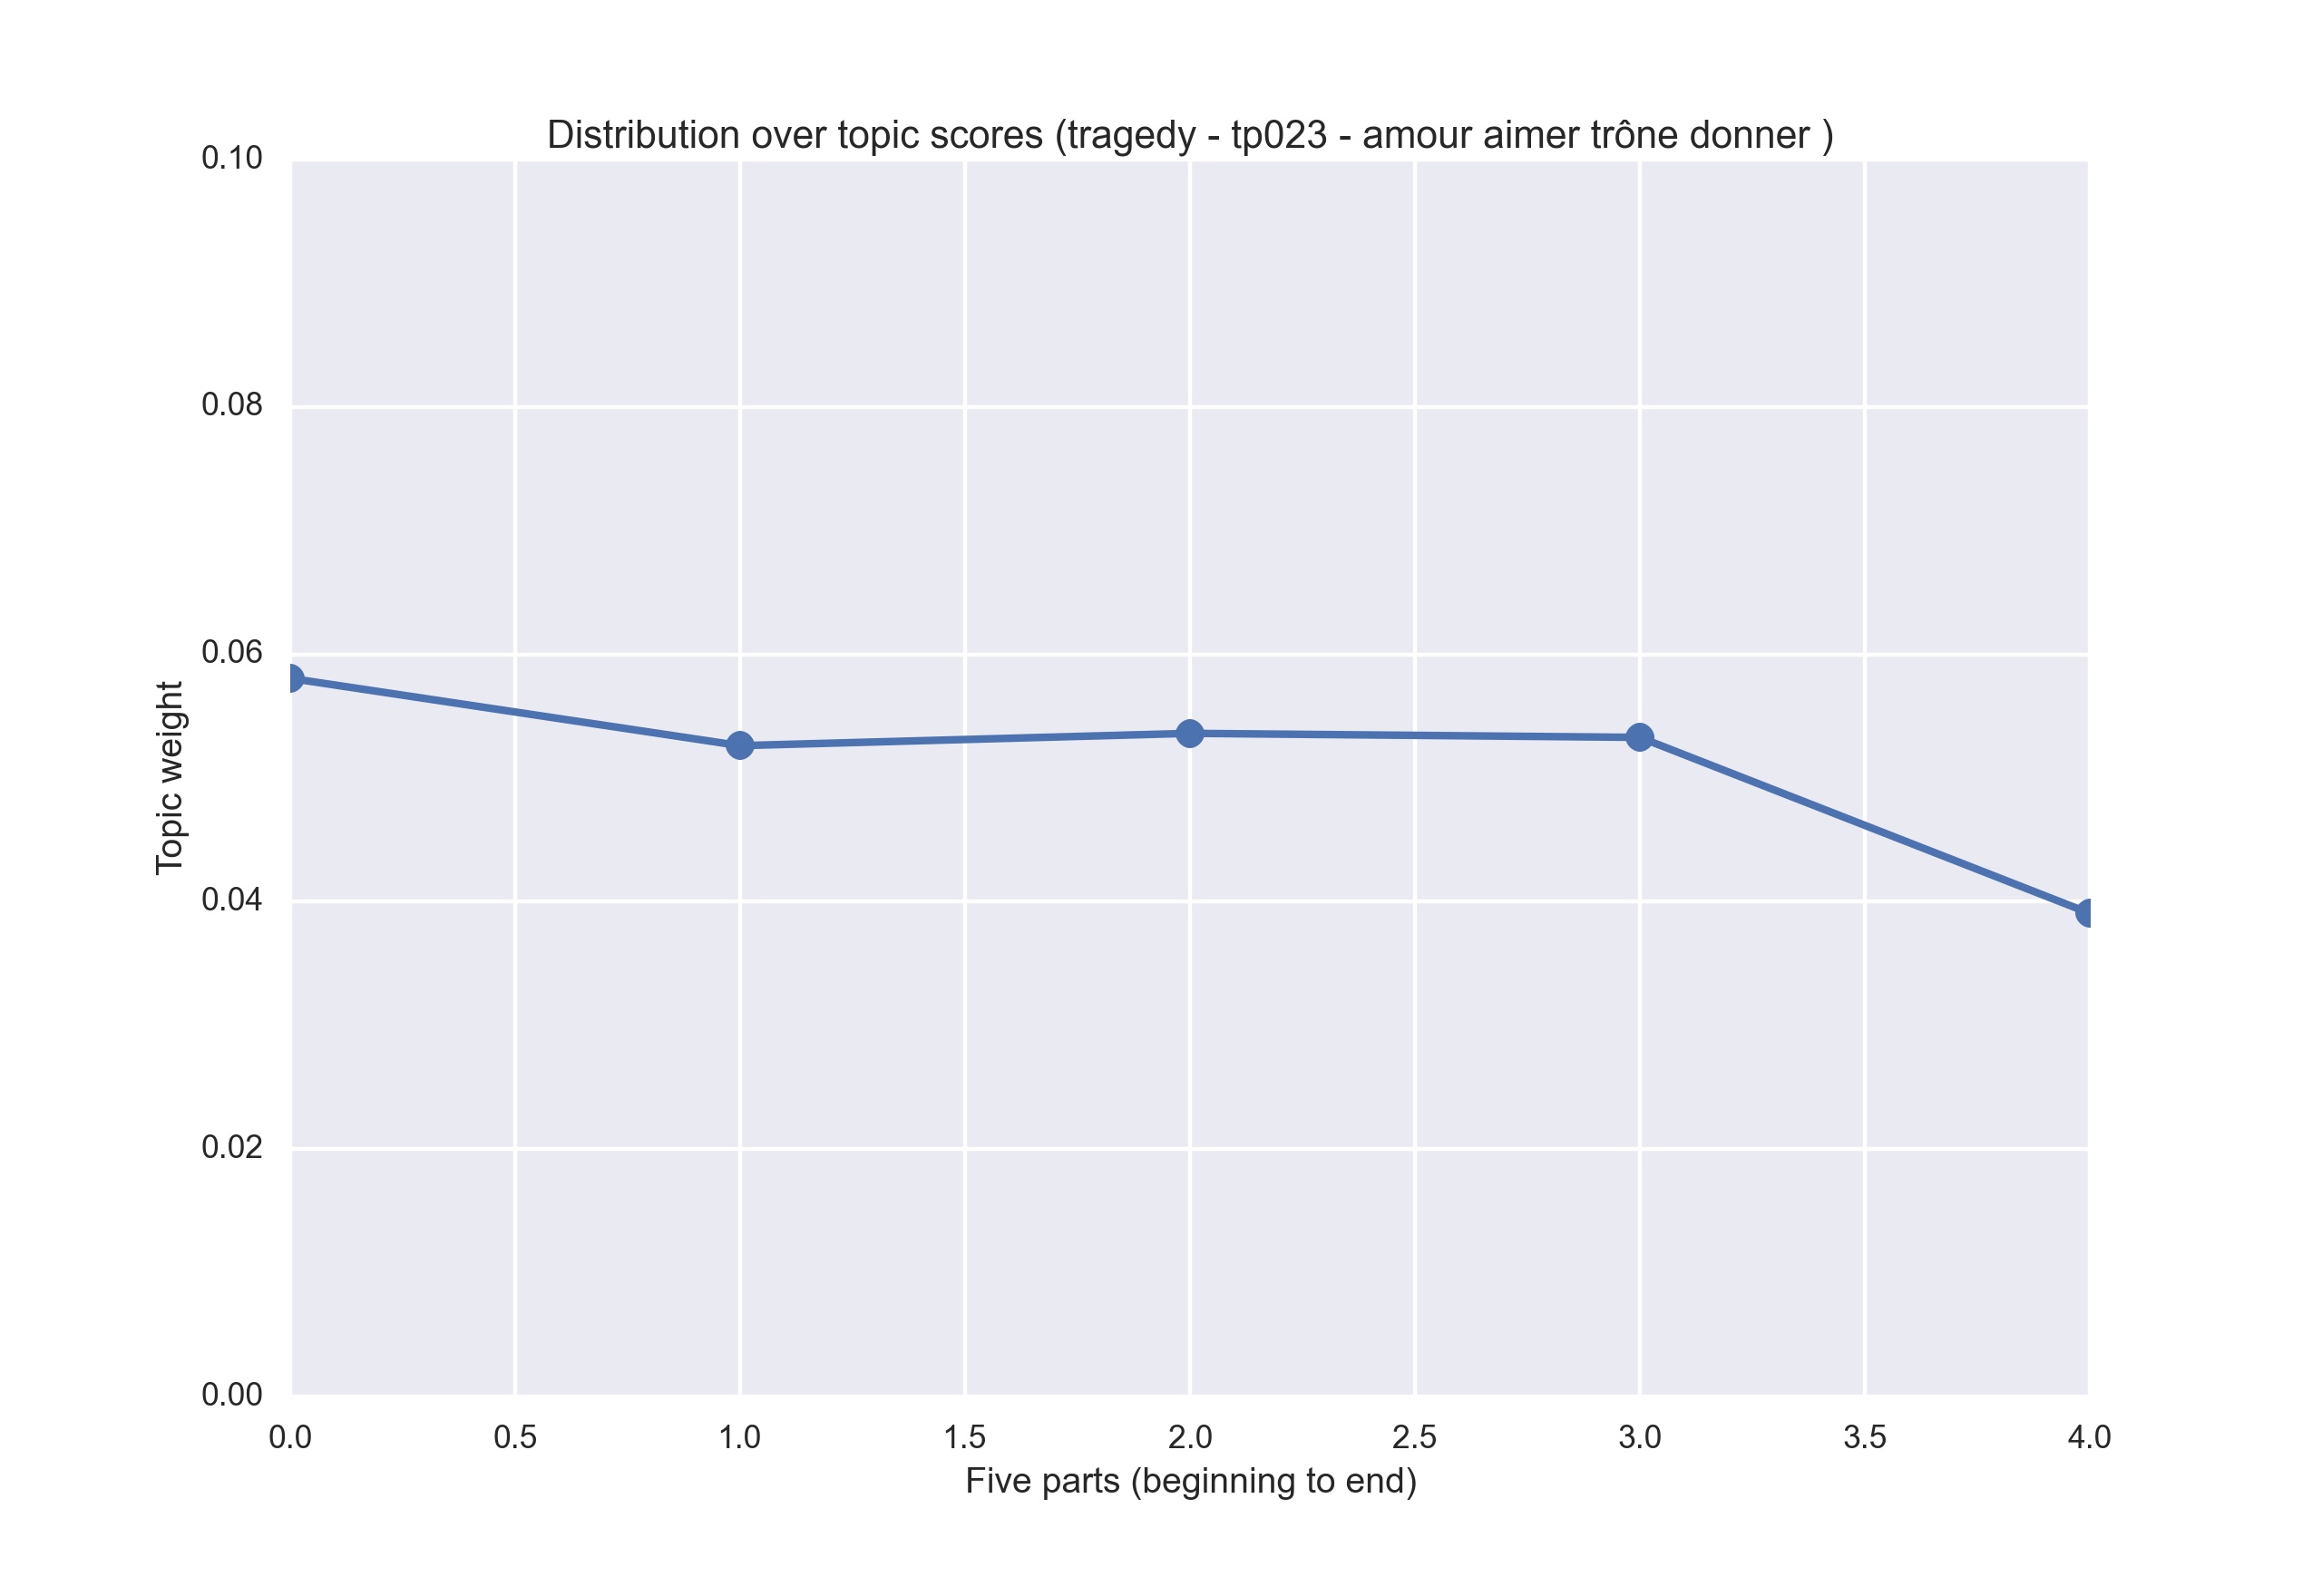 Distribution over topic scores (tragedy - tp023 - amour aimer trône donner )
0.10
0.08
0.06
0.04
0.02
0.00
Topic weight
0.0 0.5 1.0 1.5 2.0 2.5 3.0 3.5 4.0
Five parts (beginning to end)